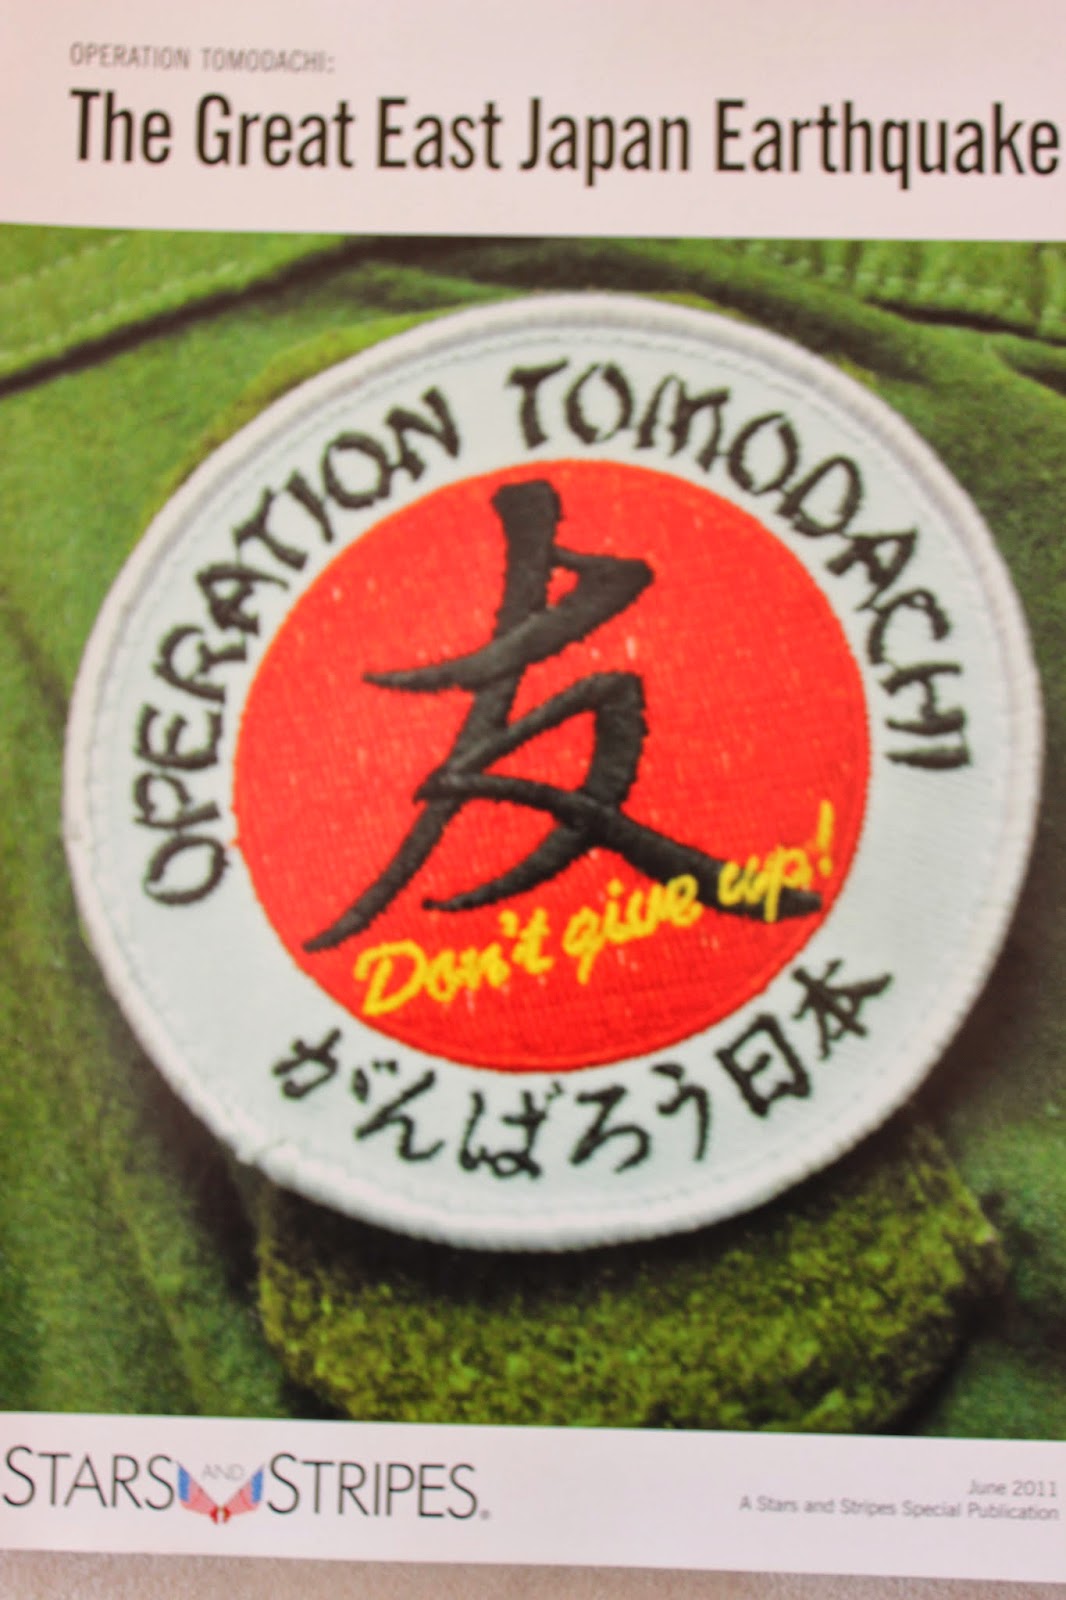 OPERATION TOMODACHI:
The Great East Japan Earthquake
OPERATION TOMODACHI
友
Don't give up!
がんばろう日本
STARS AND STRIPES®
June 2011
A Stars and Stripes Special Publication